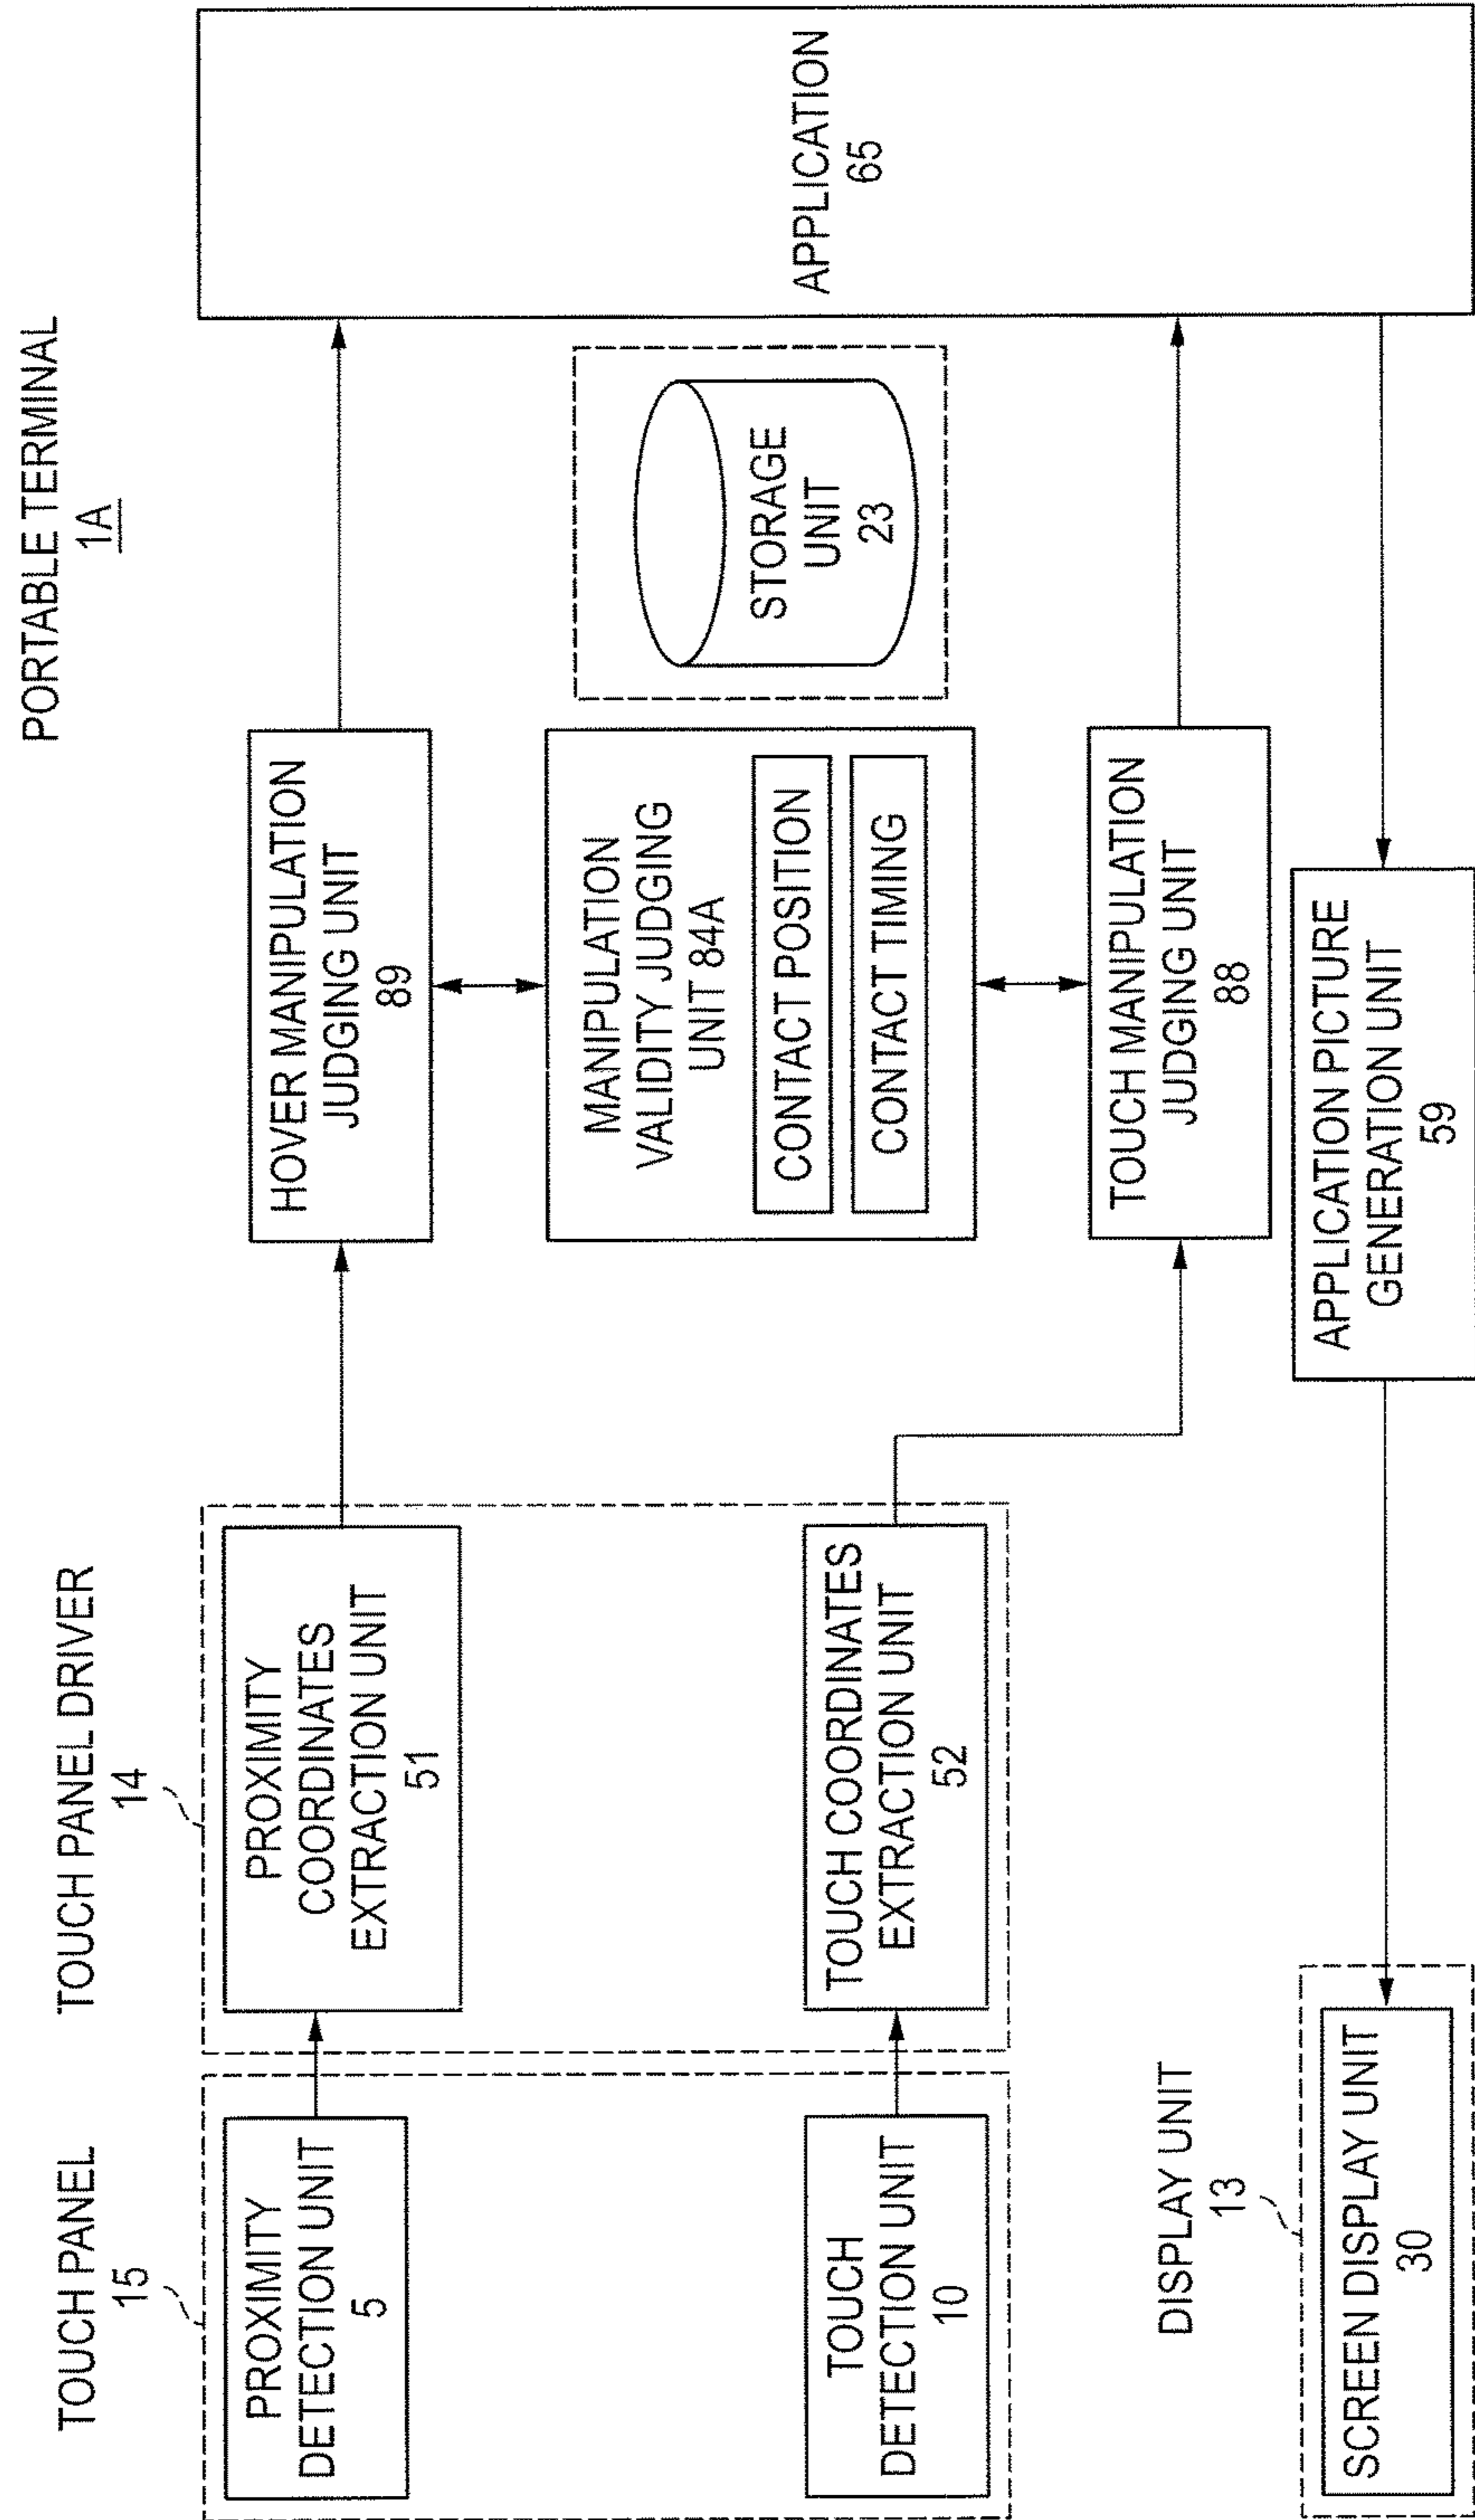 PORTABLE TERMINAL
1A
TOUCH PANEL
15
PROXIMITY
DETECTION UNIT
5
TOUCH
DETECTION UNIT
10
TOUCH PANEL DRIVER
14
PROXIMITY
COORDINATES
EXTRACTION UNIT
51
TOUCH COORDINATES
EXTRACTION UNIT
52
HOVER MANIPULATION
JUDGING UNIT
89
MANIPULATION
VALIDITY JUDGING
UNIT 84A
CONTACT POSITION
CONTACT TIMING
TOUCH MANIPULATION
JUDGING UNIT
88
STORAGE
UNIT
23
APPLICATION
65
APPLICATION PICTURE
GENERATION UNIT
59
DISPLAY UNIT
13
SCREEN DISPLAY UNIT
30